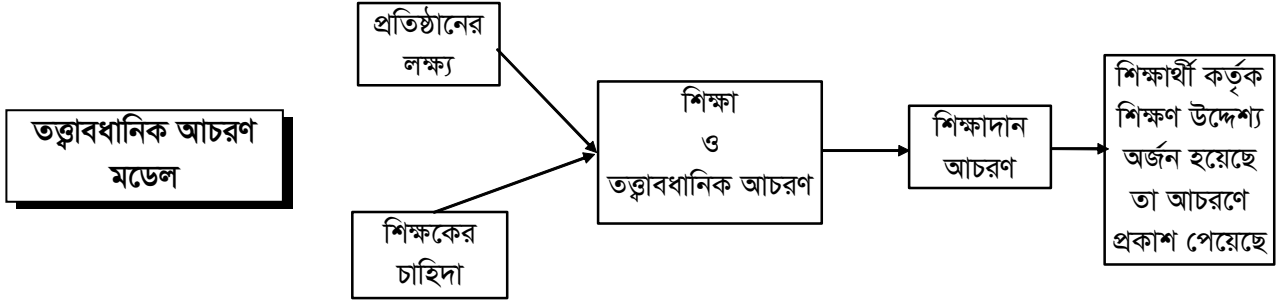 তত্ত্বাবধানিক আচরণ
মডেল
প্রতিষ্ঠানের
লক্ষ্য
শিক্ষকের
চাহিদা
শিক্ষা
ও
তত্ত্বাবধানিক আচরণ
শিক্ষাদান
আচরণ
শিক্ষার্থী কর্তৃক
শিক্ষণ উদ্দেশ্য
অর্জন হয়েছে
তা আচরণে
প্রকাশ পেয়েছে